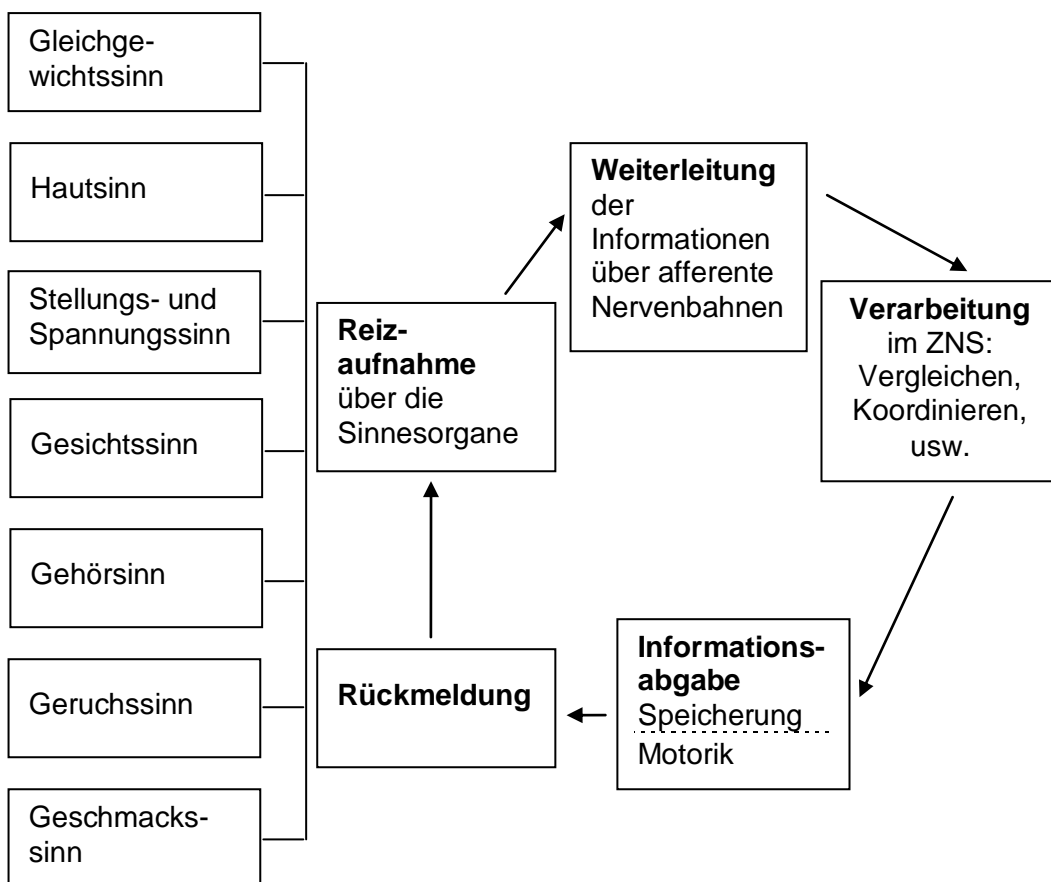 Gleichge-
wichtssinn
Hautsinn
Stellungs- und
Spannungssinn
Gesichtssinn
Gehörsinn
Geruchssinn
Geschmacks-
sinn
Reiz-
aufnahme
über die
Sinnesorgane
Weiterleitung
der
Informationen
über afferente
Nervenbahnen
Verarbeitung
im ZNS:
Vergleichen,
Koordinieren,
usw.
Informations-
abgabe
Speicherung
Motorik
Rückmeldung